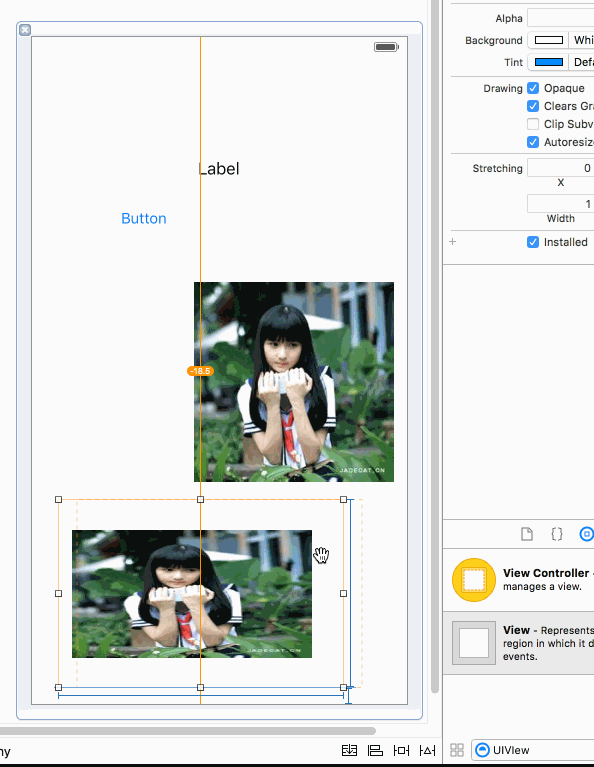 Alpha
Background
Whi
Tint
Defa
Drawing
Opaque
Clears Gra
Clip Subv
Autoresiz
Stretching
0
X
1
Width
+
Installed
Label
Button
-18.5
JADECAT.CN
JADECAT.CN
View Controller -
manages a view.
View - Represents
region in which it d
events.
ny
UIVIew